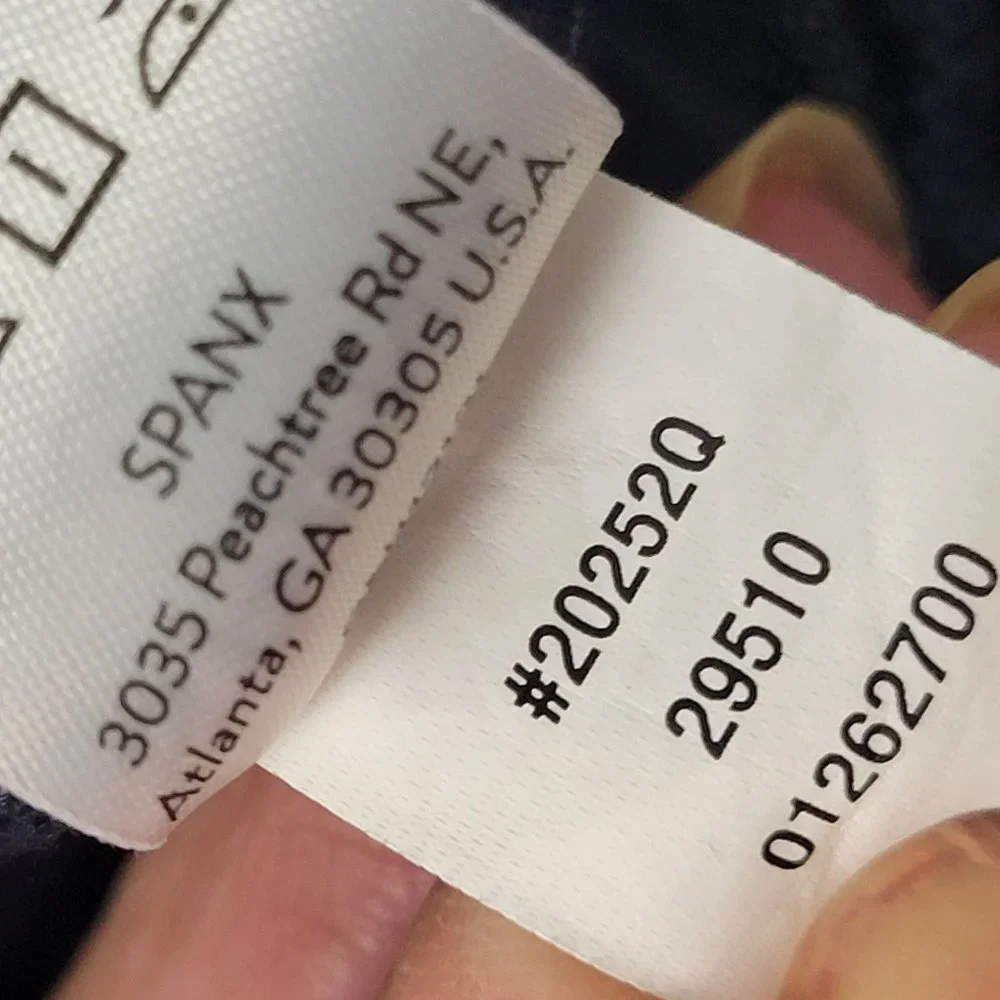 SPANX
3035 Peachtree Rd NE,
Atlanta, GA 30305 U.S.A.
#20252Q
29510
01262700